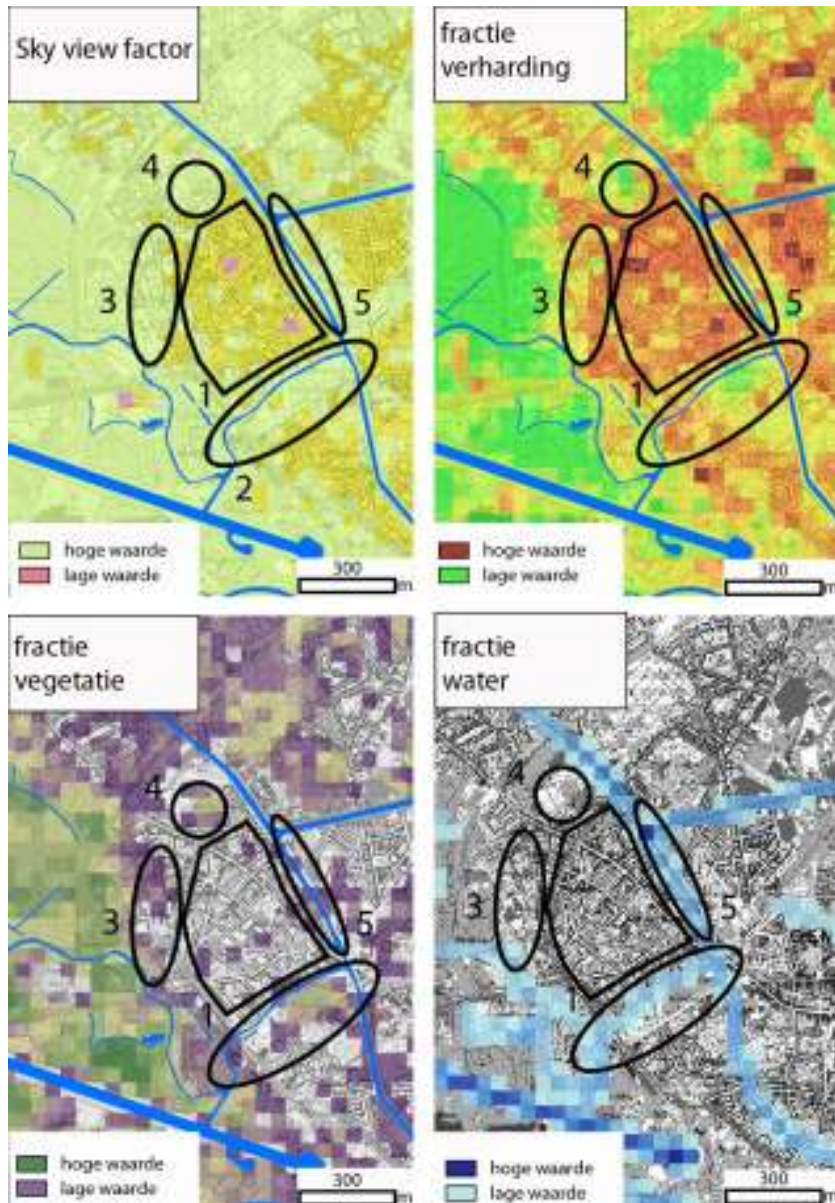 Sky view factor
4
3
5
1
2
hoge waarde
lage waarde
300
m
fractie
verharding
4
3
5
1
hoge waarde
lage waarde
300
m
fractie
vegetatie
4
3
5
1
hoge waarde
lage waarde
300
m
fractie
water
4
3
5
1
hoge waarde
lage waarde
300
m